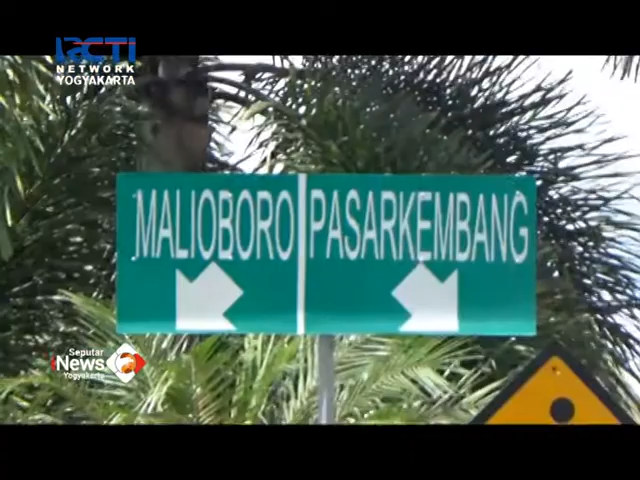 RCTI
NETWORK
YOGYAKARTA
MALIOBORO
PASARKEMBANG
Seputar
iNews
Yogyakarta